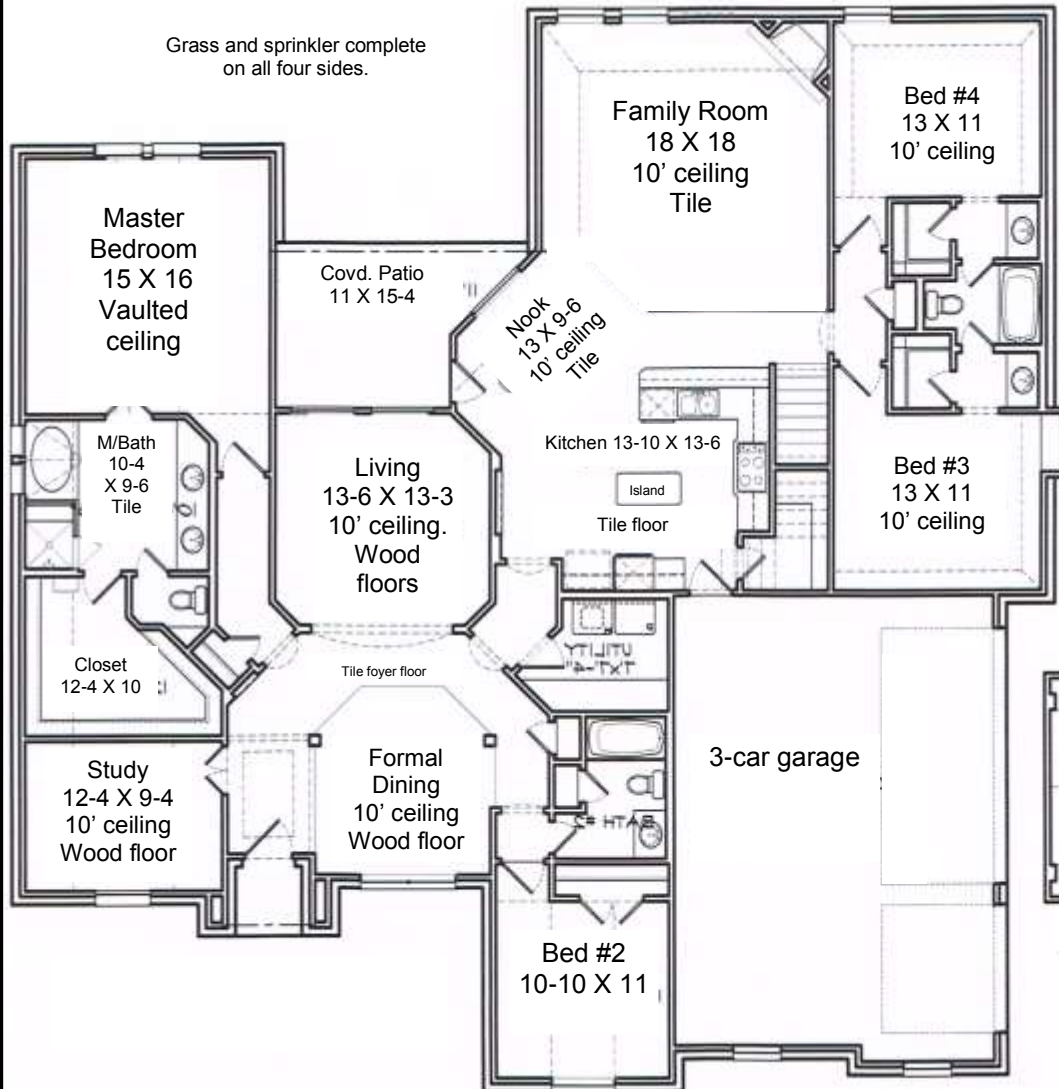 Grass and sprinkler complete
on all four sides.
Family Room
18 X 18
10’ ceiling
Tile
Bed #4
13 X 11
10’ ceiling
Master
Bedroom
15 X 16
Vaulted
ceiling
Covd. Patio
11 X 15-4
Nook
13 X 9-6
10’ ceiling
Tile
M/Bath
10-4
X 9-6
Tile
Living
13-6 X 13-3
10’ ceiling.
Wood
floors
Kitchen 13-10 X 13-6
Island
Tile floor
Bed #3
13 X 11
10’ ceiling
Closet
12-4 X 10
Tile foyer floor
UTILITY
Study
12-4 X 9-4
10’ ceiling
Wood floor
Formal
Dining
10’ ceiling
Wood floor
BATH #2
3-car garage
Bed #2
10-10 X 11